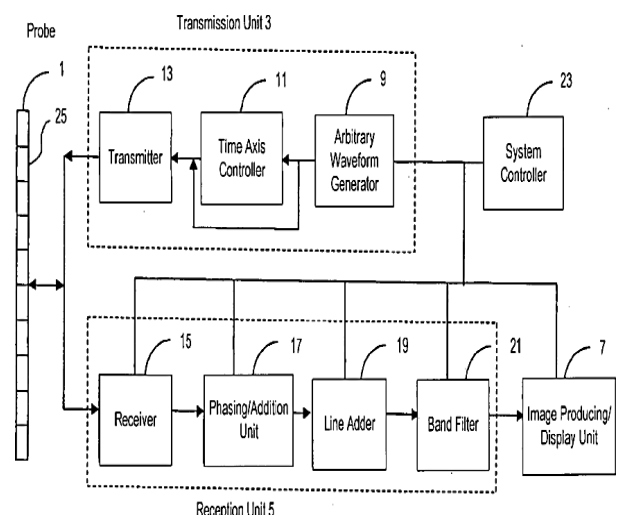 Transmission Unit 3
Probe
1
13
11
9
23
25
Transmitter
Time Axis
Controller
Arbitrary
Waveform
Generator
System
Controller
15
17
19
21
7
Receiver
Phasing/Addition
Unit
Line Adder
Band Filter
Image Producing/
Display Unit
Reception Unit 5